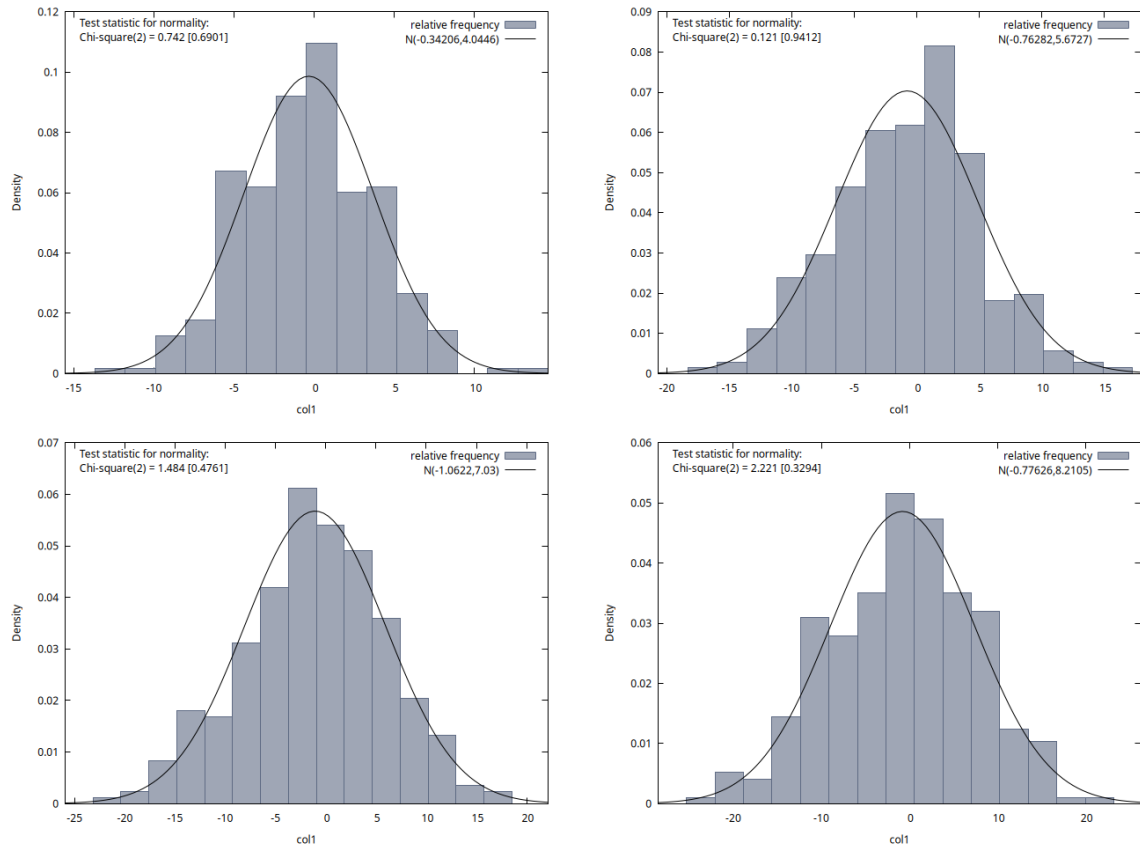 Test statistic for normality:
Chi-square(2) = 0.742 [0.6901]
relative frequency
N(-0.34206,4.0446)
0.12
0.1
0.08
0.06
0.04
0.02
0
Density
-15
-10
-5
0
5
10
col1
Test statistic for normality:
Chi-square(2) = 0.121 [0.9412]
relative frequency
N(-0.76282,5.6727)
0.09
0.08
0.07
0.06
0.05
0.04
0.03
0.02
0.01
0
Density
-20
-15
-10
-5
0
5
10
15
col1
Test statistic for normality:
Chi-square(2) = 1.484 [0.4761]
relative frequency
N(-1.0622,7.03)
0.07
0.06
0.05
0.04
0.03
0.02
0.01
0
Density
-25
-20
-15
-10
-5
0
5
10
15
20
col1
Test statistic for normality:
Chi-square(2) = 2.221 [0.3294]
relative frequency
N(-0.77626,8.2105)
0.06
0.05
0.04
0.03
0.02
0.01
0
Density
-20
-10
0
10
20
col1